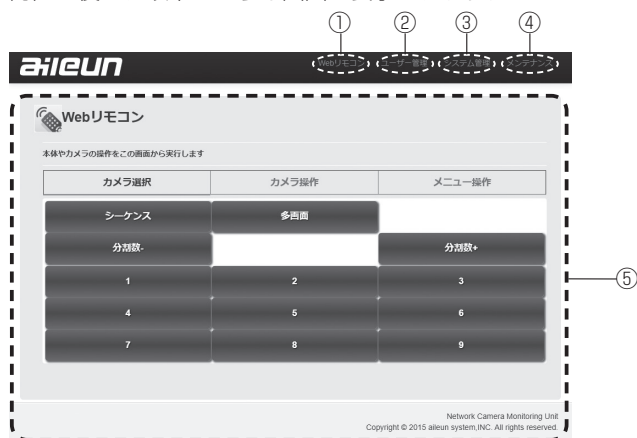 ① ② ③ ④
aileun Webリモコン ユーザー管理 システム管理 メンテナンス
Webリモコン
本体やカメラの操作をこの画面から実行します
カメラ選択 カメラ操作 メニュー操作
シーケンス 多画面
分割数- 分割数+
1 2 3
4 5 6
7 8 9
⑤
Network Camera Monitoring Unit
Copyright © 2015 aileun system,INC. All rights reserved.